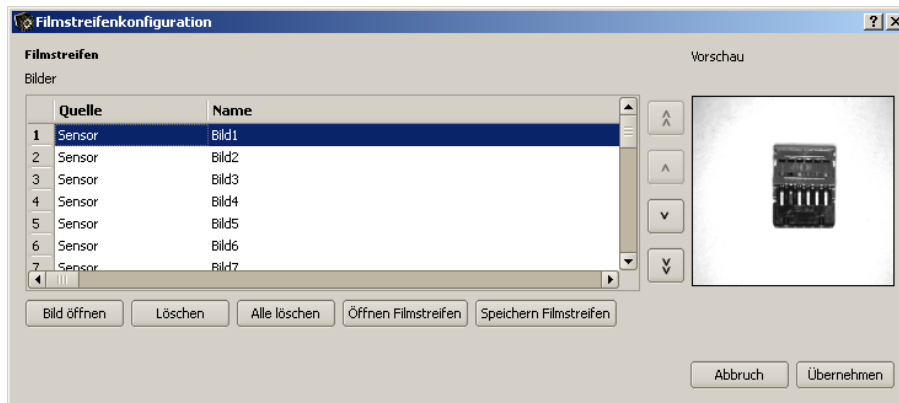 Filmstreifenkonfiguration
Filmstreifen
Vorschau
Bilder
Quelle Name
1 Sensor Bild1
2 Sensor Bild2
3 Sensor Bild3
4 Sensor Bild4
5 Sensor Bild5
6 Sensor Bild6
7 Sensor Bild7
Bild öffnen Löschen Alle löschen Öffnen Filmstreifen Speichern Filmstreifen
Abbruch Übernehmen